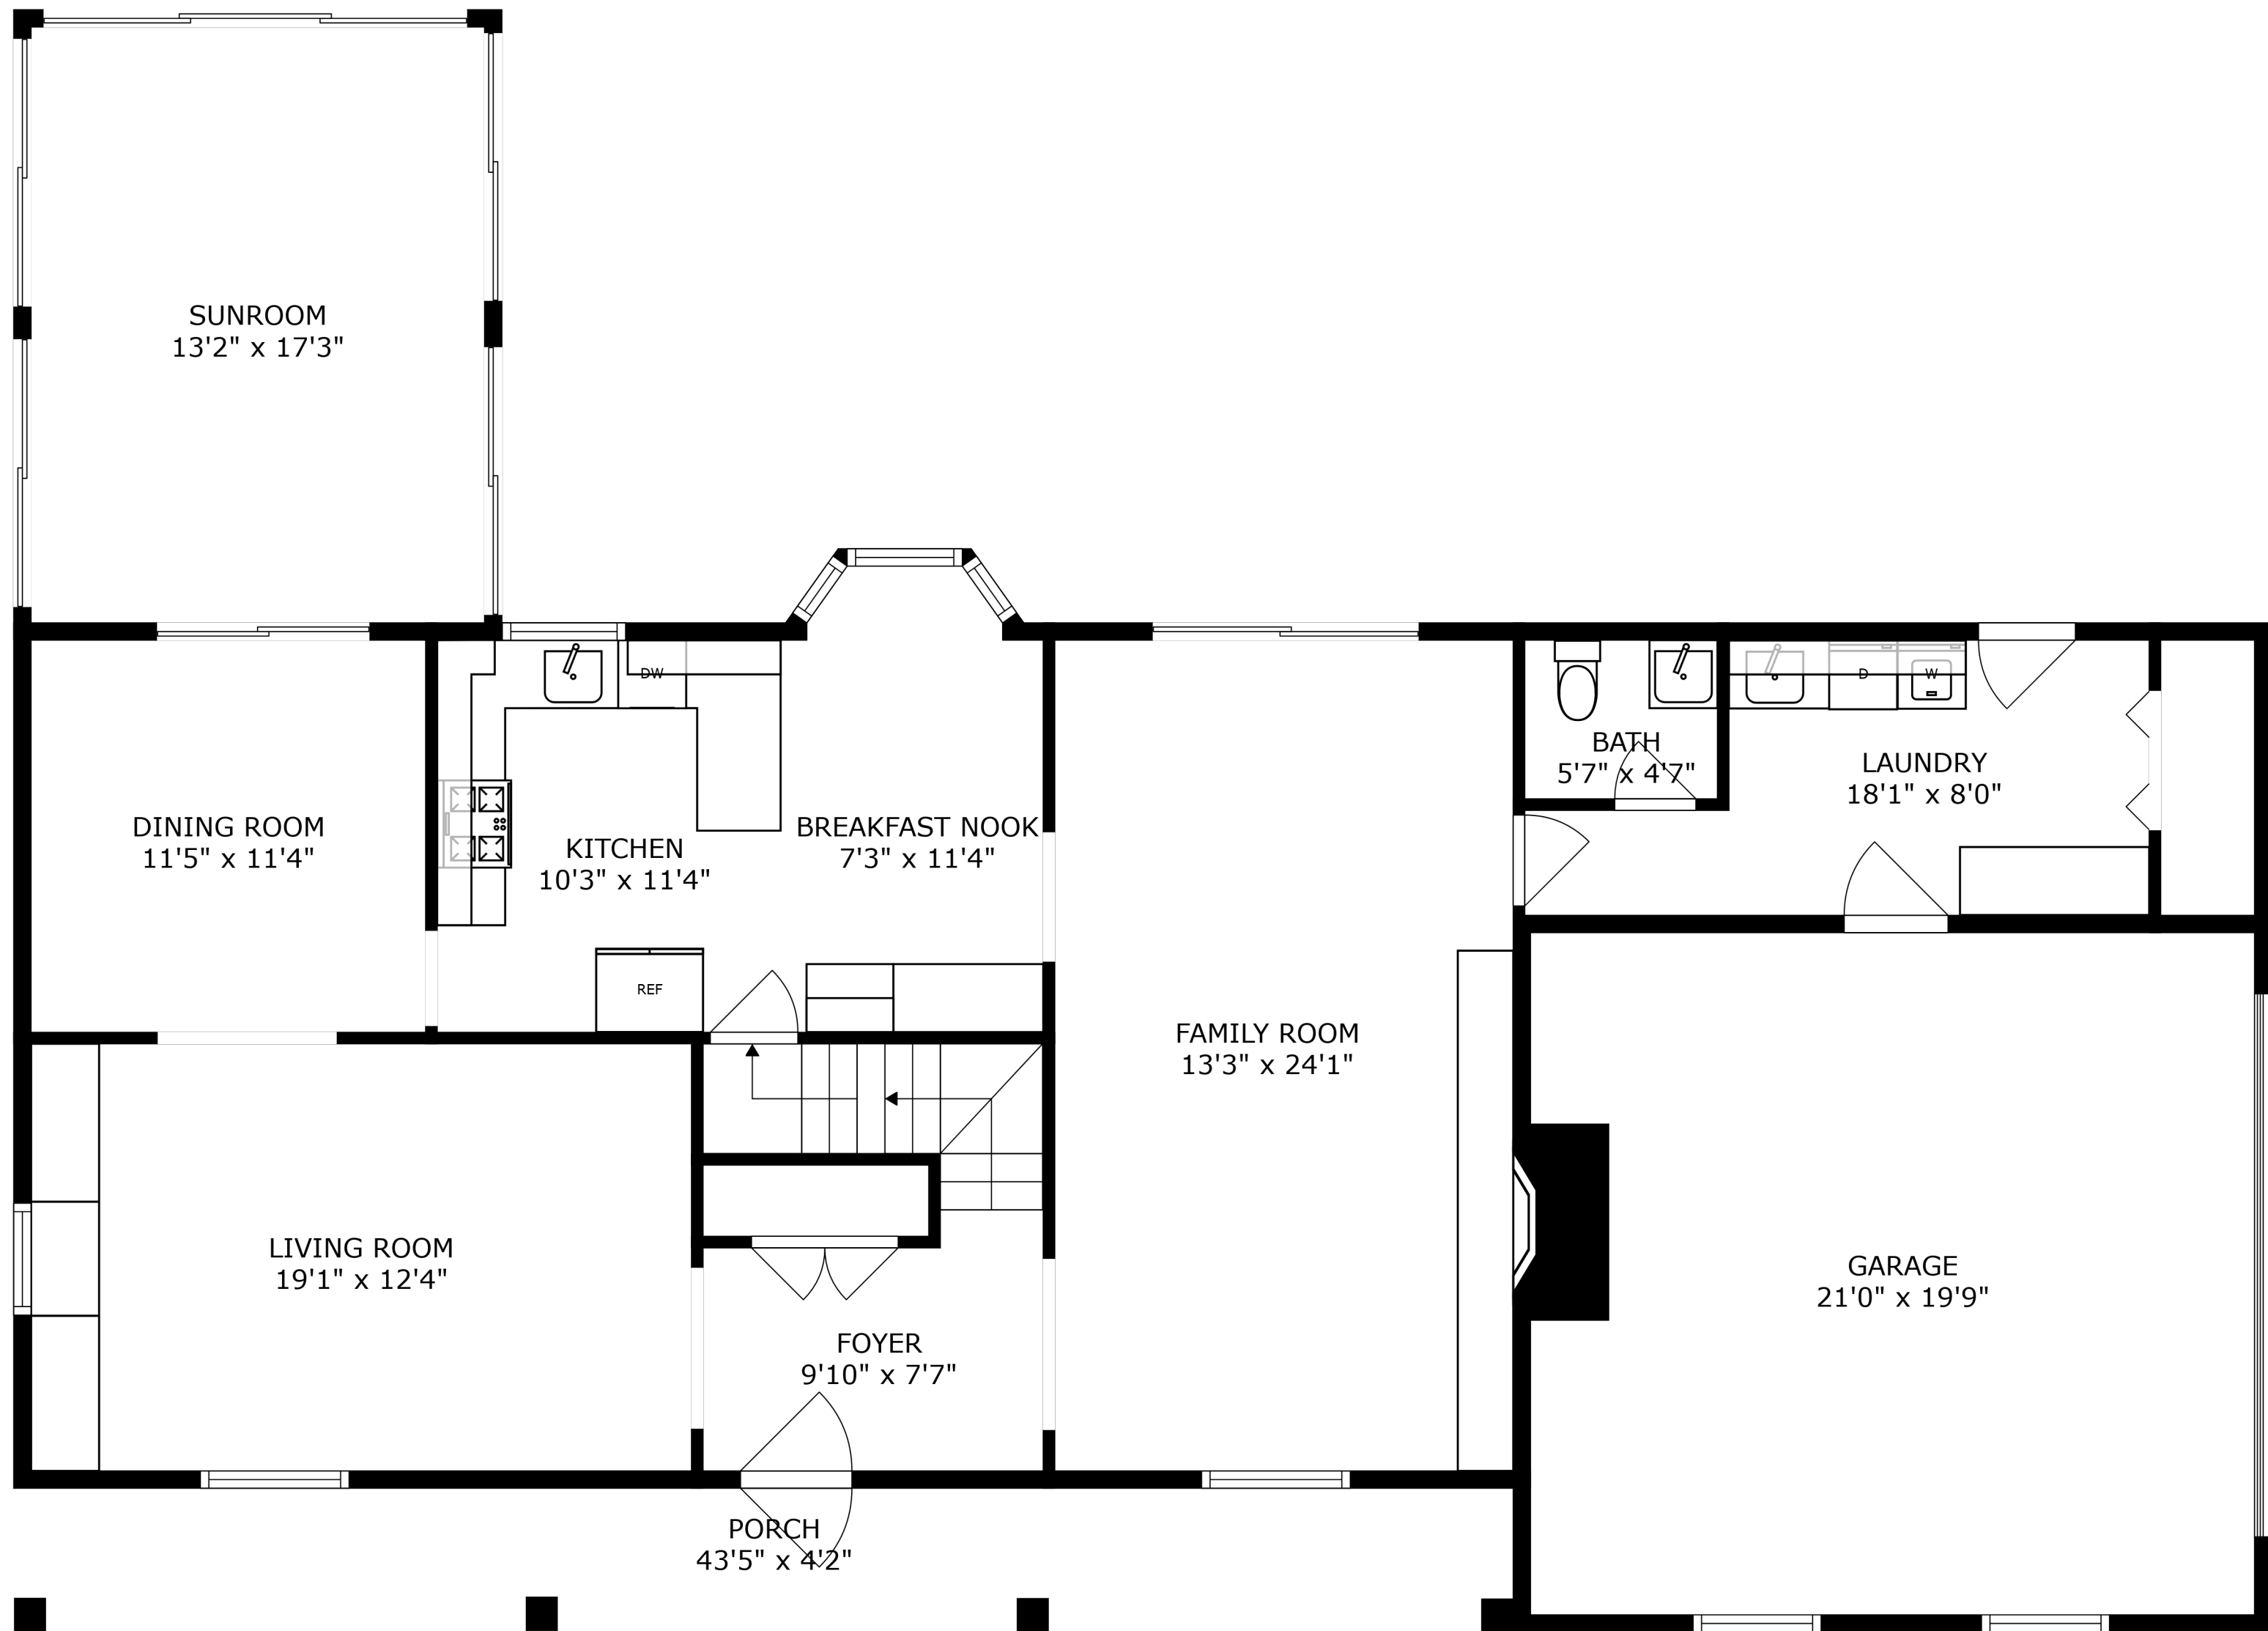 SUNROOM
13'2" x 17'3"
DW
D
W
BATH
5'7" x 4'7"
LAUNDRY
18'1" x 8'0"
DINING ROOM
11'5" x 11'4"
KITCHEN
10'3" x 11'4"
BREAKFAST NOOK
7'3" x 11'4"
REF
FAMILY ROOM
13'3" x 24'1"
LIVING ROOM
19'1" x 12'4"
GARAGE
21'0" x 19'9"
FOYER
9'10" x 7'7"
PORCH
43'5" x 4'2"